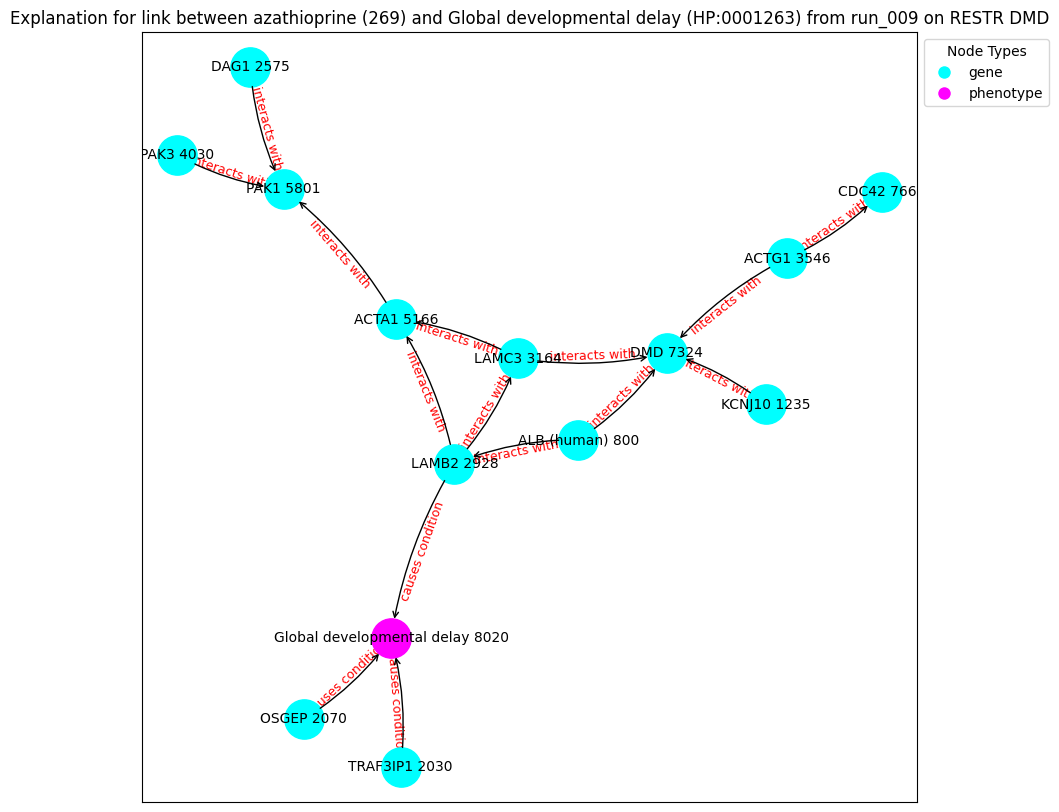 Explanation for link between azathioprine (269) and Global developmental delay (HP:0001263) from run_009 on RESTR DMD
Node Types
gene
phenotype
DAG1 2575
interacts with
PAK3 4030
interacts with
PAK1 5801
CDC42 766
interacts with
interacts with
ACTG1 3546
interacts with
ACTA1 5166
interacts with
LAMC3 3164
interacts with
DMD 7324
interacts with
interacts with
interacts with
interacts with
KCNJ10 1235
ALB (human) 800
interacts with
LAMB2 2928
causes condition
Global developmental delay 8020
causes condition
causes condition
OSGEP 2070
TRAF3IP1 2030